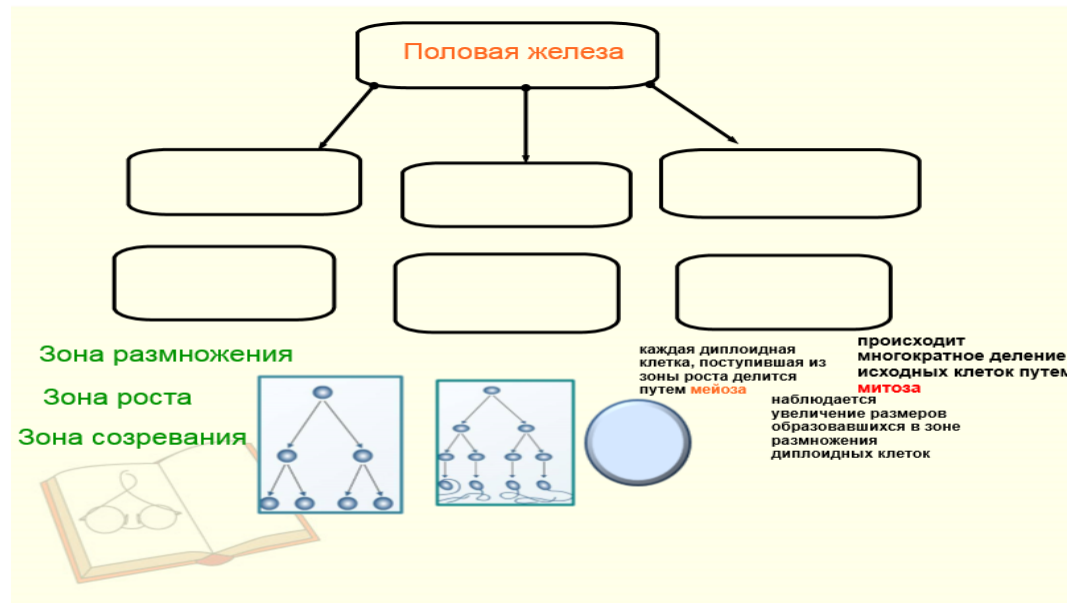 Половая железа
Зона размножения
Зона роста
Зона созревания
каждая диплоидная
клетка, поступившая из
зоны роста делится
путем мейоза
происходит
многократное деление
исходных клеток путем
митоза
наблюдается
увеличение размеров
образовавшихся в зоне
размножения
диплоидных клеток